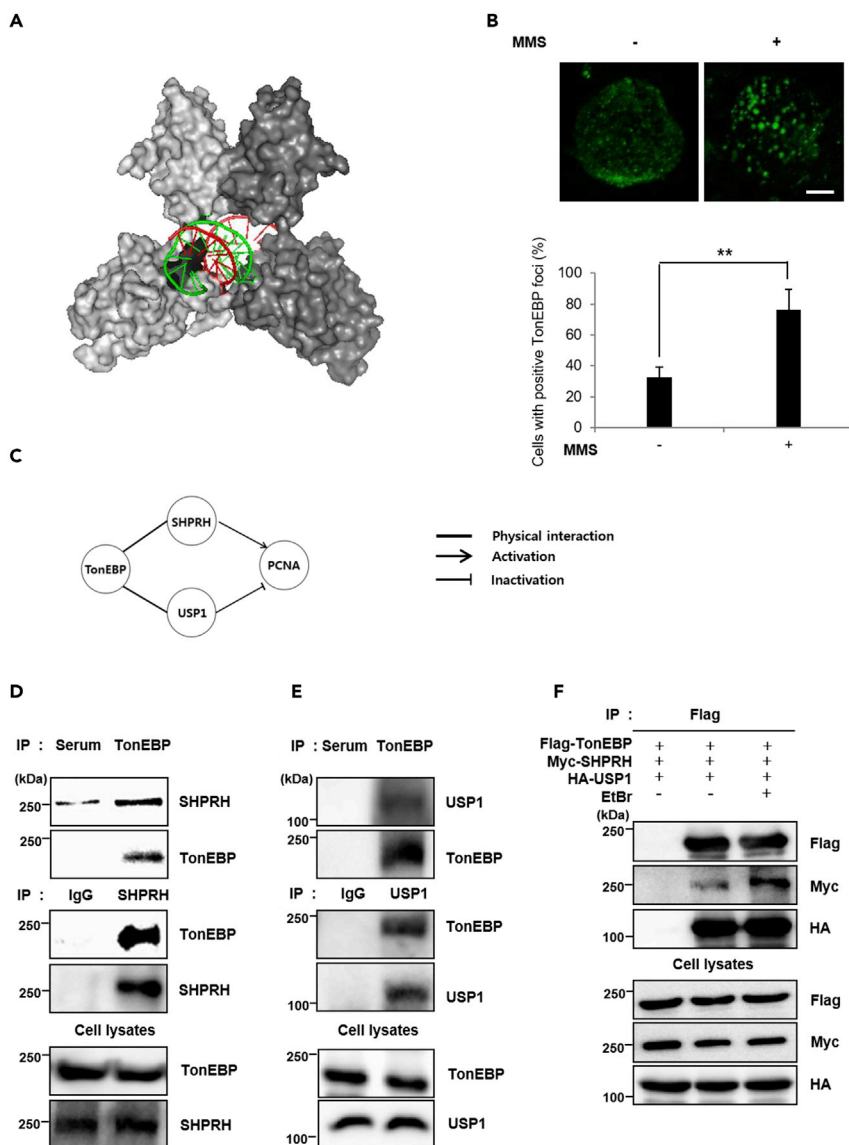 A
B
MMS - +
**
Cells with positive TonEBP foci (%)
100
80
60
40
20
0
MMS - +
C
SHPRH
TonEBP
PCNA
USP1
Physical interaction
Activation
Inactivation
D
IP : Serum TonEBP
(kDa)
250 SHPRH
TonEBP
IP : IgG SHPRH
250 TonEBP
250 SHPRH
Cell lysates
250 TonEBP
250 SHPRH
E
IP : Serum TonEBP
USP1
100
250 TonEBP
IP : IgG USP1
250 TonEBP
100 USP1
Cell lysates
250 TonEBP
100 USP1
F
IP : Flag
Flag-TonEBP + + +
Myc-SHPRH + + +
HA-USP1 + + +
EtBr - - +
(kDa)
250 Flag
250 Myc
100 HA
Cell lysates
250 Flag
250 Myc
100 HA